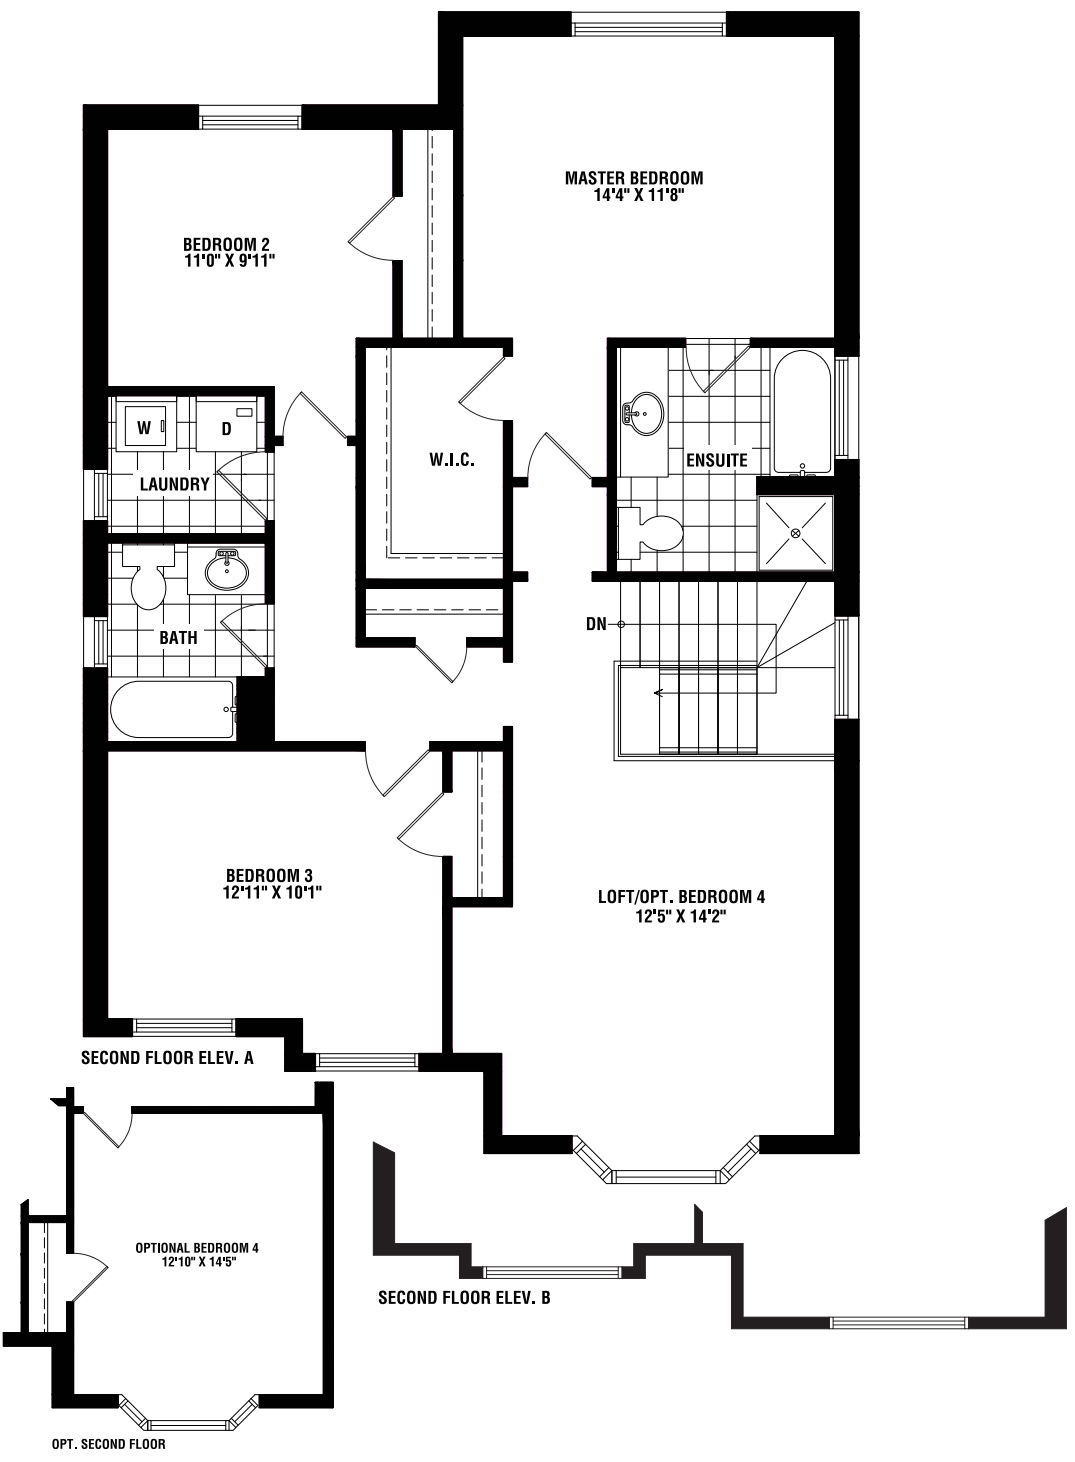 MASTER BEDROOM
14'4" X 11'8"
BEDROOM 2
11'0" X 9'11"
W
D
LAUNDRY
W.I.C.
ENSUITE
DN
BATH
BEDROOM 3
12'11" X 10'1"
LOFT/OPT. BEDROOM 4
12'5" X 14'2"
SECOND FLOOR ELEV. A
OPTIONAL BEDROOM 4
12'10" X 14'5"
SECOND FLOOR ELEV. B
OPT. SECOND FLOOR